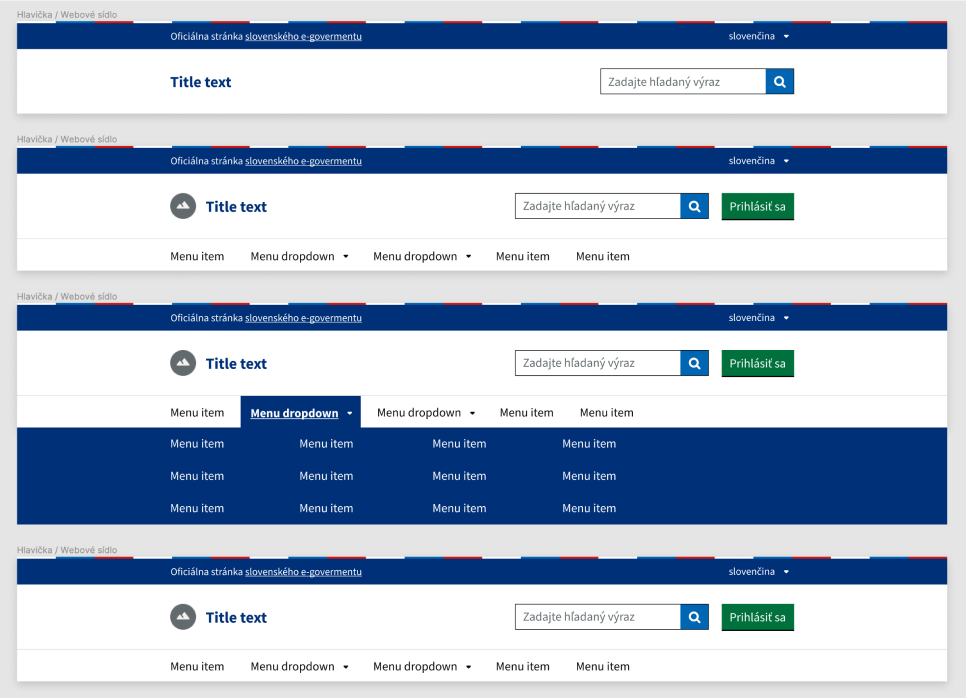 Hlavička / Webové sídlo
Oficiálna stránka slovenského e-govermentu slovenčina
Title text Zadajte hľadaný výraz
Hlavička / Webové sídlo
Oficiálna stránka slovenského e-govermentu slovenčina
Title text Zadajte hľadaný výraz Prihlásiť sa
Menu item Menu dropdown Menu dropdown Menu item Menu item
Hlavička / Webové sídlo
Oficiálna stránka slovenského e-govermentu slovenčina
Title text Zadajte hľadaný výraz Prihlásiť sa
Menu item Menu dropdown Menu dropdown Menu item Menu item
Menu item Menu item Menu item Menu item
Menu item Menu item Menu item Menu item
Menu item Menu item Menu item Menu item
Hlavička / Webové sídlo
Oficiálna stránka slovenského e-govermentu slovenčina
Title text Zadajte hľadaný výraz Prihlásiť sa
Menu item Menu dropdown Menu dropdown Menu item Menu item